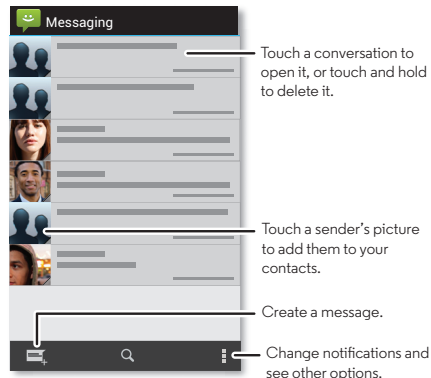 Messaging
Touch a conversation to
open it, or touch and hold
to delete it.
Touch a sender's picture
to add them to your
contacts.
Create a message.
Change notifications and
see other options.